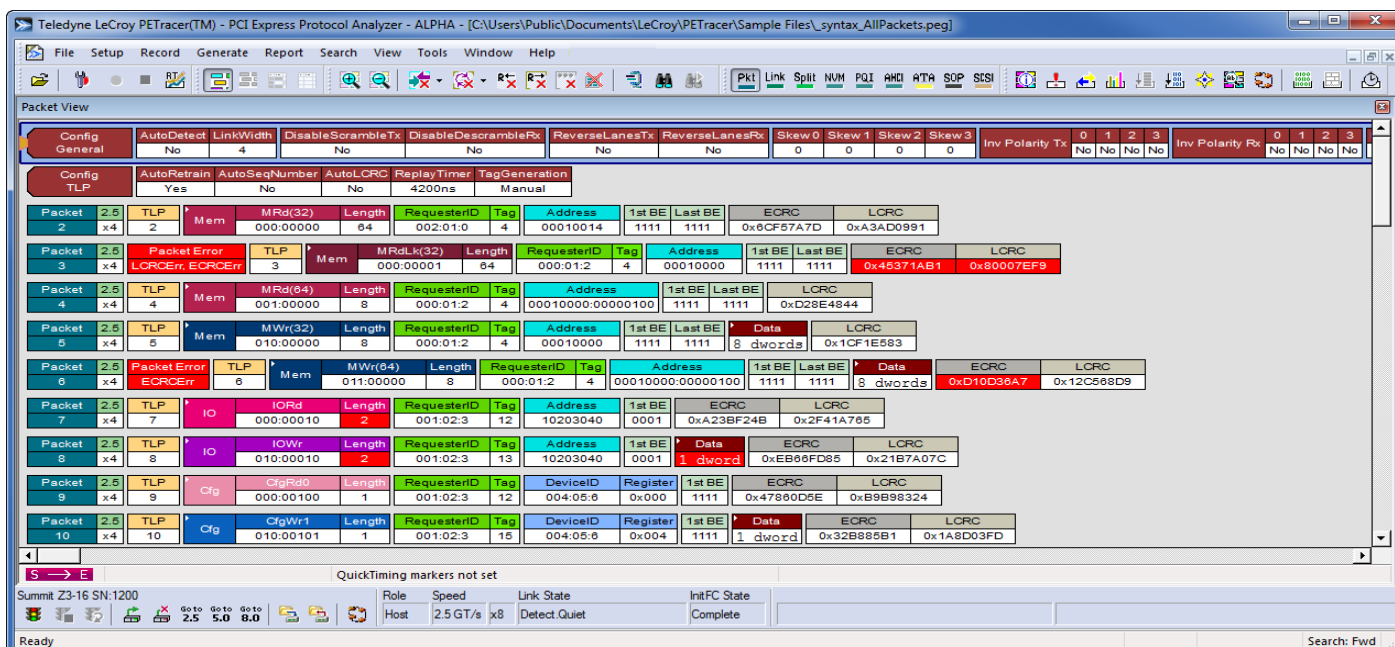 Teledyne LeCroy PETracer(TM) - PCI Express Protocol Analyzer - ALPHA - [C:\Users\Public\Documents\LeCroy\PETracer\Sample Files\_syntax_AllPackets.peg]
File Setup Record Generate Report Search View Tools Window Help
RT Pkt Link Split NVM PQI AHCI ATA SOP SCSI
Packet View
Config AutoDetect LinkWidth DisableScrambleTx DisableDescrambleRx ReverseLanesTx ReverseLanesRx Skew 0 Skew 1 Skew 2 Skew 3 Inv Polarity Tx 0 1 2 3 Inv Polarity Rx 0 1 2 3
General No 4 No No No No 0 0 0 0 No No No No No No No No
Config AutoRetrain AutoSeqNumber AutoLCRC ReplayTimer TagGeneration
TLP Yes No No 4200ns Manual
Packet 2.5 TLP Mem MRd(32) Length RequesterID Tag Address 1st BE Last BE ECRC LCRC
2 x4 2 000:00000 64 002:01:0 4 00010014 1111 1111 0x6CF57A7D 0xA3AD0991
Packet 2.5 Packet Error TLP Mem MRdLk(32) Length RequesterID Tag Address 1st BE Last BE ECRC LCRC
3 x4 LCRCErr, ECRCErr 3 000:00001 64 000:01:2 4 00010000 1111 1111 0x45371AB1 0x80007EF9
Packet 2.5 TLP Mem MRd(64) Length RequesterID Tag Address 1st BE Last BE LCRC
4 x4 4 001:00000 8 000:01:2 4 00010000:00000100 1111 1111 0xD28E4844
Packet 2.5 TLP Mem MWr(32) Length RequesterID Tag Address 1st BE Last BE Data LCRC
5 x4 5 010:00000 8 000:01:2 4 00010000 1111 1111 8 dwords 0x1CF1E583
Packet 2.5 Packet Error TLP Mem MWr(64) Length RequesterID Tag Address 1st BE Last BE Data ECRC LCRC
6 x4 ECRCErr 6 011:00000 8 000:01:2 4 00010000:00000100 1111 1111 8 dwords 0xD10D36A7 0x12C568D9
Packet 2.5 TLP IO IORd Length RequesterID Tag Address 1st BE ECRC LCRC
7 x4 7 000:00010 2 001:02:3 12 10203040 0001 0xA23BF24B 0x2F41A765
Packet 2.5 TLP IO IOWr Length RequesterID Tag Address 1st BE Data ECRC LCRC
8 x4 8 010:00010 2 001:02:3 13 10203040 0001 1 dword 0xEB66FD85 0x21B7A07C
Packet 2.5 TLP Cfg CfgRd0 Length RequesterID Tag DeviceID Register 1st BE ECRC LCRC
9 x4 9 000:00100 1 001:02:3 12 004:05:6 0x000 1111 0x47860D5E 0xB9B98324
Packet 2.5 TLP Cfg CfgWr1 Length RequesterID Tag DeviceID Register 1st BE Data ECRC LCRC
10 x4 10 010:00101 1 001:02:3 15 004:05:6 0x004 1111 1 dword 0x32B885B1 0x1A8D03FD
S → E QuickTiming markers not set
Summit Z3-16 SN:1200 Role Speed Link State InitFC State
Go to 2.5 Go to 5.0 Go to 8.0 Host 2.5 GT/s x8 Detect.Quiet Complete
Ready Search: Fwd